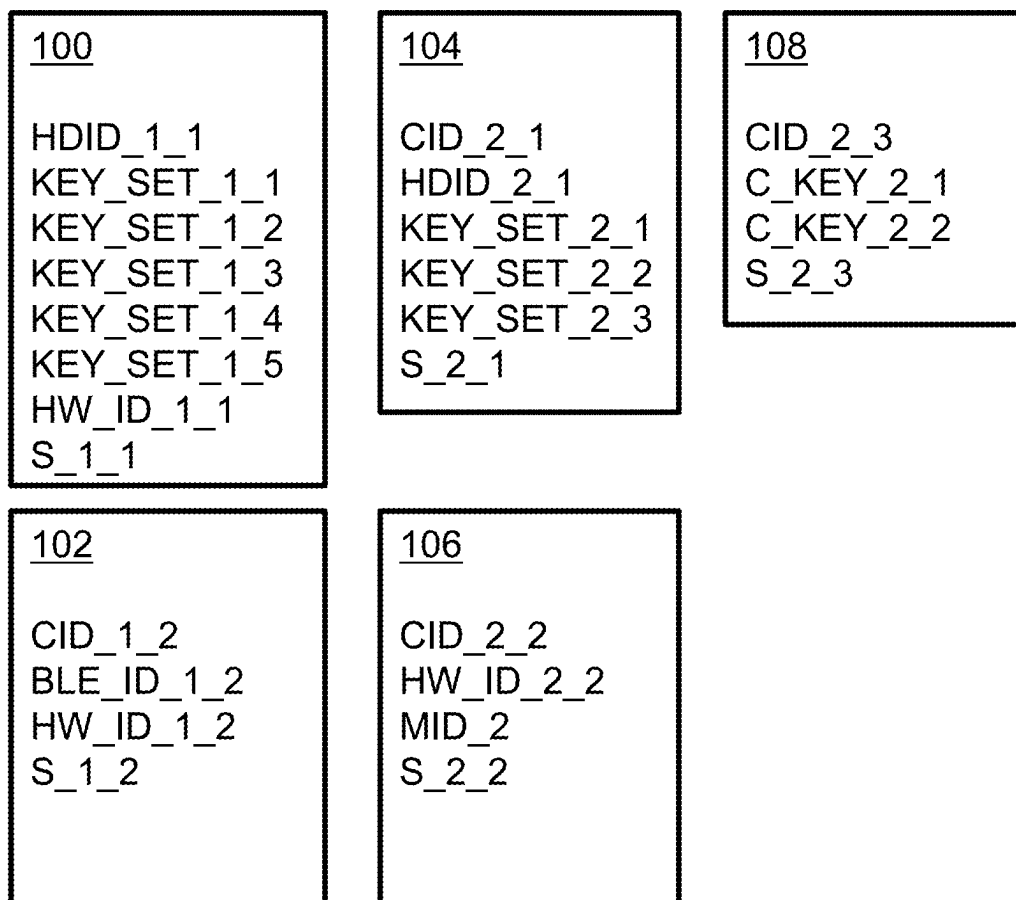 100
HDID_1_1
KEY_SET_1_1
KEY_SET_1_2
KEY_SET_1_3
KEY_SET_1_4
KEY_SET_1_5
HW_ID_1_1
S_1_1
104
CID_2_1
HDID_2_1
KEY_SET_2_1
KEY_SET_2_2
KEY_SET_2_3
S_2_1
108
CID_2_3
C_KEY_2_1
C_KEY_2_2
S_2_3
102
CID_1_2
BLE_ID_1_2
HW_ID_1_2
S_1_2
106
CID_2_2
HW_ID_2_2
MID_2
S_2_2